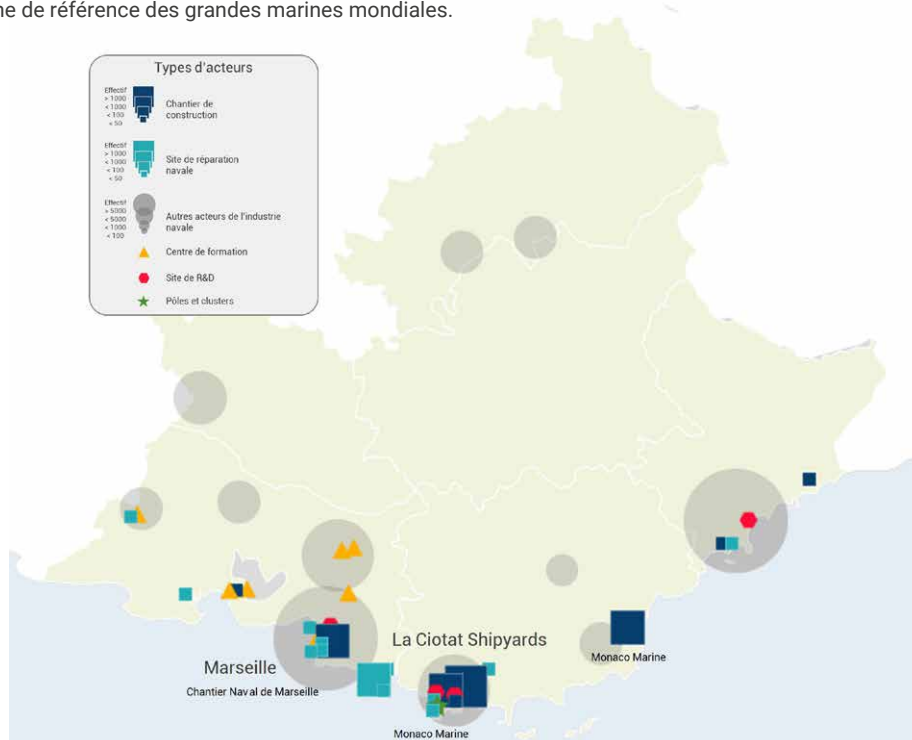 ne de référence des grandes marines mondiales.
Types d'acteurs
Effectif
> 1000
< 1000
< 100
< 50
Chantier de
construction
Effectif
> 1000
< 1000
< 100
< 50
Site de réparation
navale
Effectif
> 5000
< 5000
< 1000
< 100
Autres acteurs de l'industrie
navale
Centre de formation
Site de R&D
Pôles et clusters
La Ciotat Shipyards
Monaco Marine
Marseille
Chantier Naval de Marseille
Monaco Marine